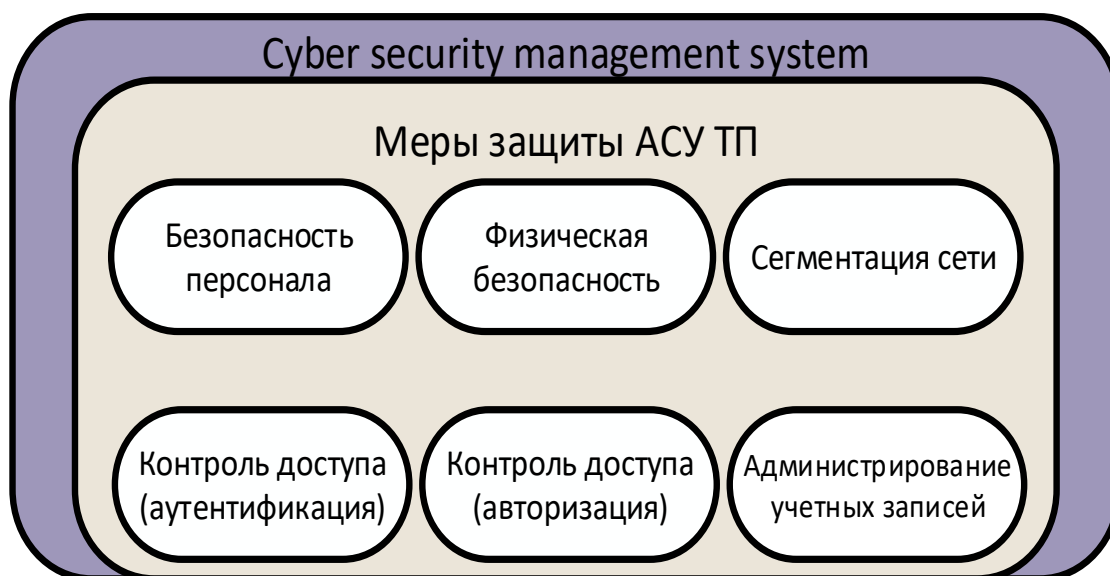 Cyber security management system
Меры защиты АСУ ТП
Безопасность
персонала
Физическая
безопасность
Сегментация сети
Контроль доступа
(аутентификация)
Контроль доступа
(авторизация)
Администрирование
учетных записей